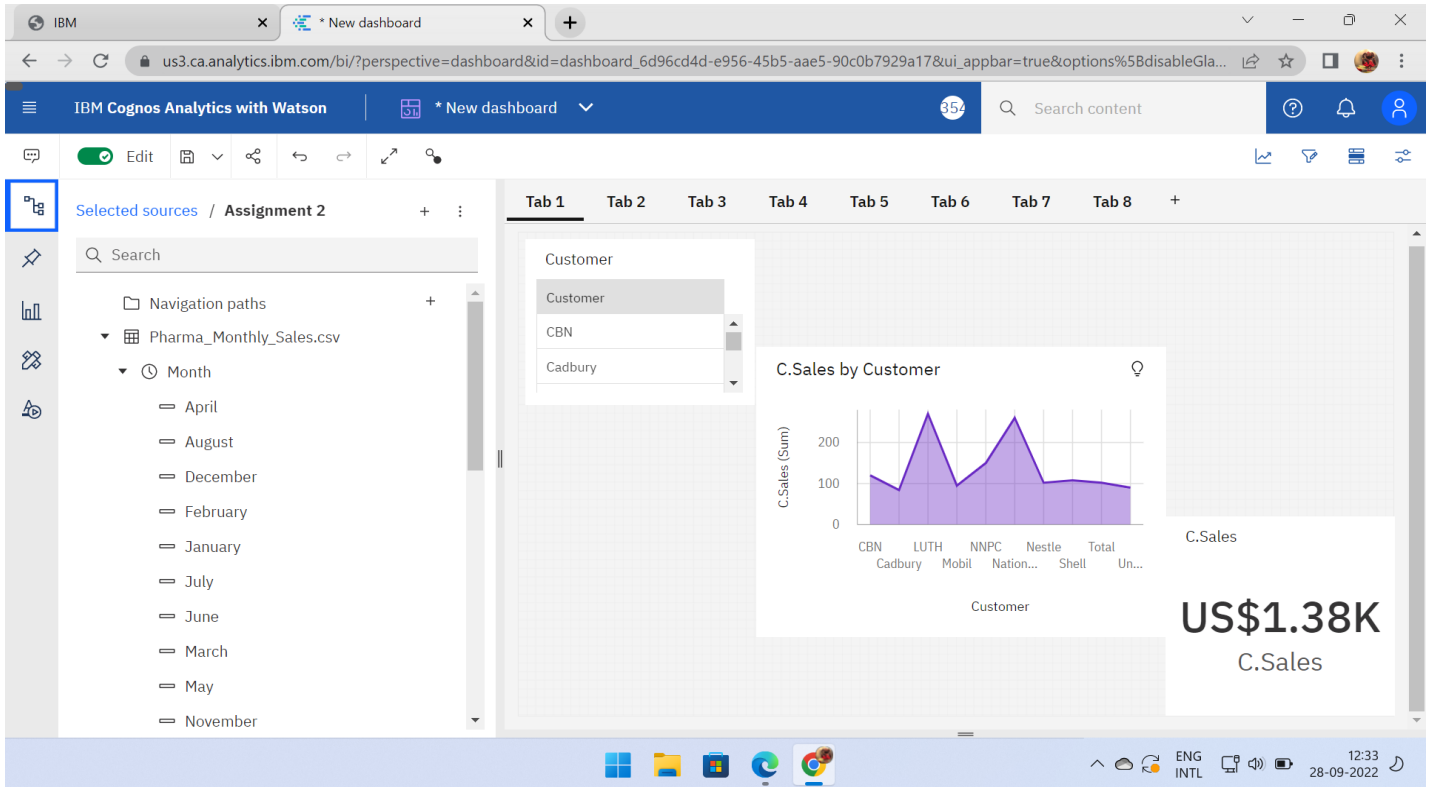 IBM
* New dashboard
us3.ca.analytics.ibm.com/bi/?perspective=dashboard&id=dashboard_6d96cd4d-e956-45b5-aae5-90c0b7929a17&ui_appbar=true&options%5BdisableGla...
IBM Cognos Analytics with Watson
* New dashboard
354
Search content
Edit
Selected sources / Assignment 2
Search
Navigation paths
Pharma_Monthly_Sales.csv
Month
April
August
December
February
January
July
June
March
May
November
Tab 1 Tab 2 Tab 3 Tab 4 Tab 5 Tab 6 Tab 7 Tab 8
Customer
Customer
CBN
Cadbury
C.Sales by Customer
C.Sales (Sum)
200
100
0
CBN LUTH NNPC Nestle Total
Cadbury Mobil Nation... Shell Un...
Customer
C.Sales
US$1.38K
C.Sales
ENG
INTL
12:33
28-09-2022